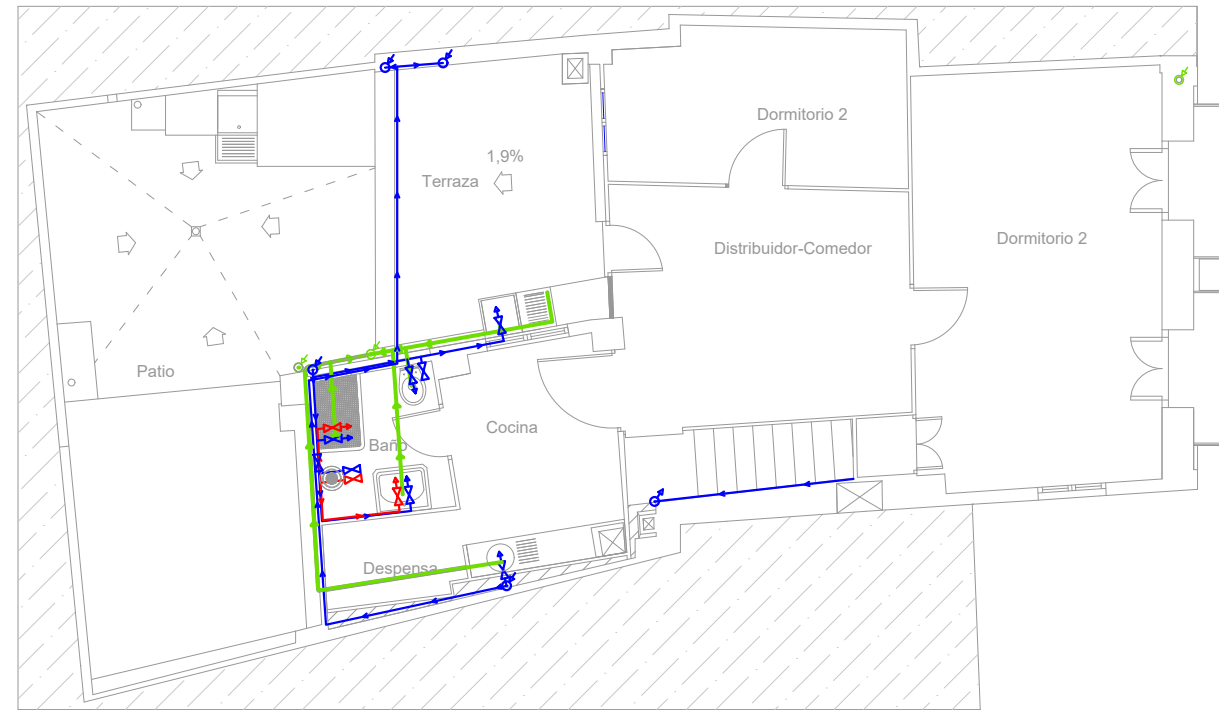 Dormitorio 2
1,9%
Terraza
Distribuidor-Comedor
Dormitorio 2
Patio
Cocina
Baño
Despensa